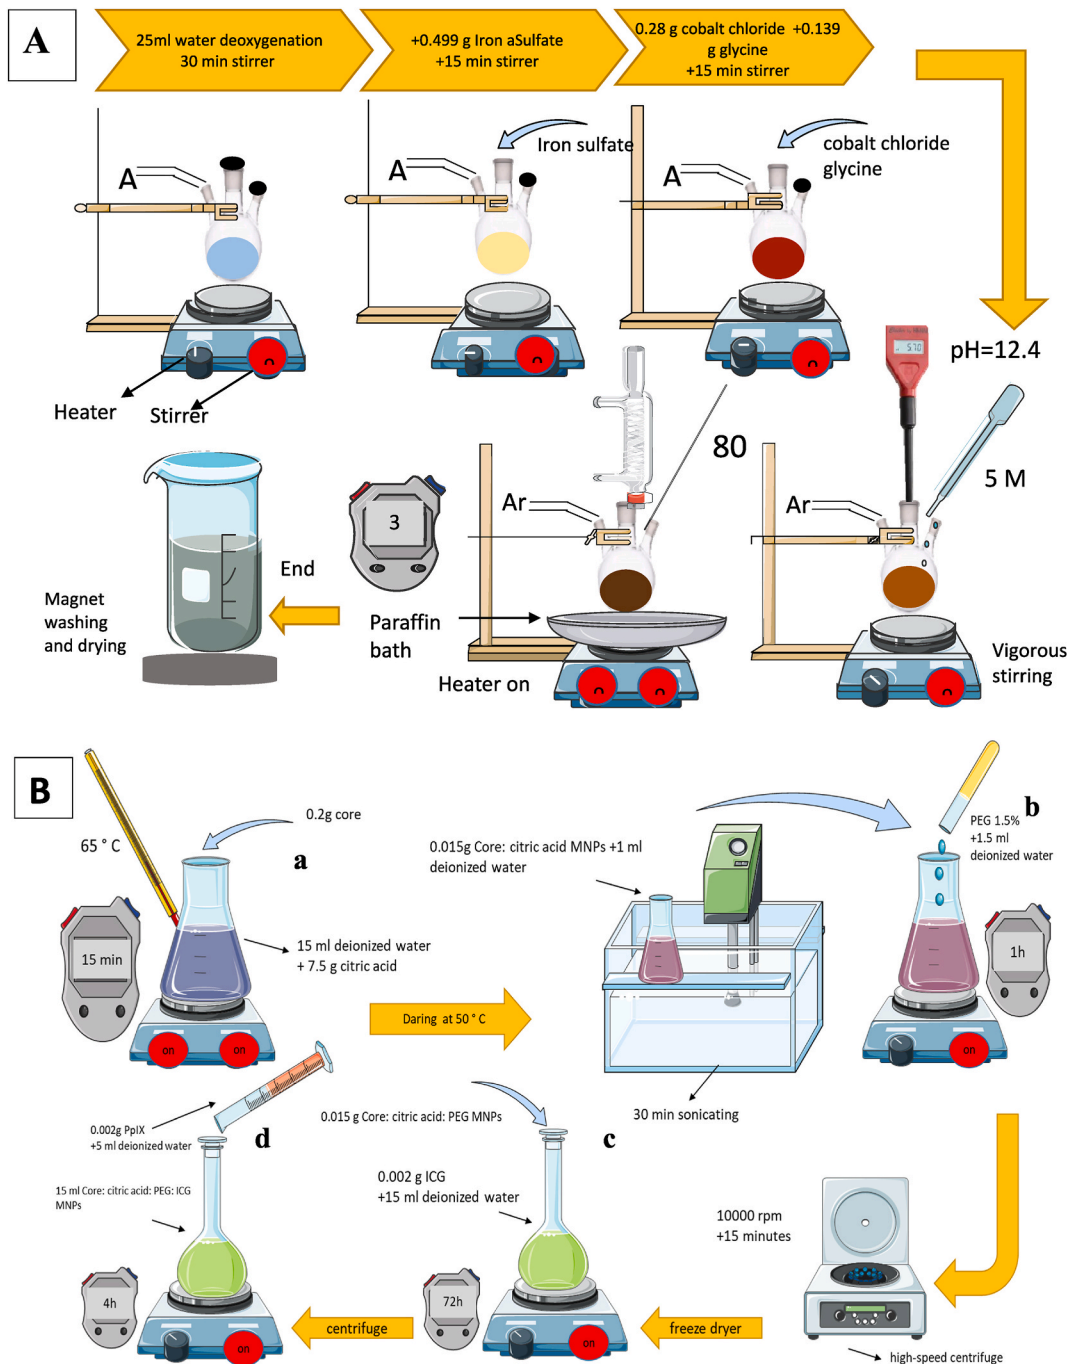 A
25ml water deoxygenation
30 min stirrer
+0.499 g Iron aSulfate
+15 min stirrer
0.28 g cobalt chloride +0.139
g glycine
+15 min stirrer
A
Iron sulfate
A
cobalt chloride
glycine
A
Heater
Stirrer
pH=12.4
5.70
5 M
Ar
Vigorous
stirring
80
Ar
Paraffin
bath
Heater on
3
End
Magnet
washing
and drying
B
65 ° C
0.2g core
a
15 min
15 ml deionized water
+ 7.5 g citric acid
on
on
Daring at 50 ° C
0.015g Core: citric acid MNPs +1 ml
deionized water
30 min sonicating
b
PEG 1.5%
+1.5 ml
deionized water
1h
on
10000 rpm
+15 minutes
high-speed centrifuge
freeze dryer
0.015 g Core: citric acid: PEG MNPs
c
0.002 g ICG
+15 ml deionized water
72h
on
centrifuge
0.002g PpIX
+5 ml deionized water
d
15 ml Core: citric acid: PEG: ICG
MNPs
4h
on